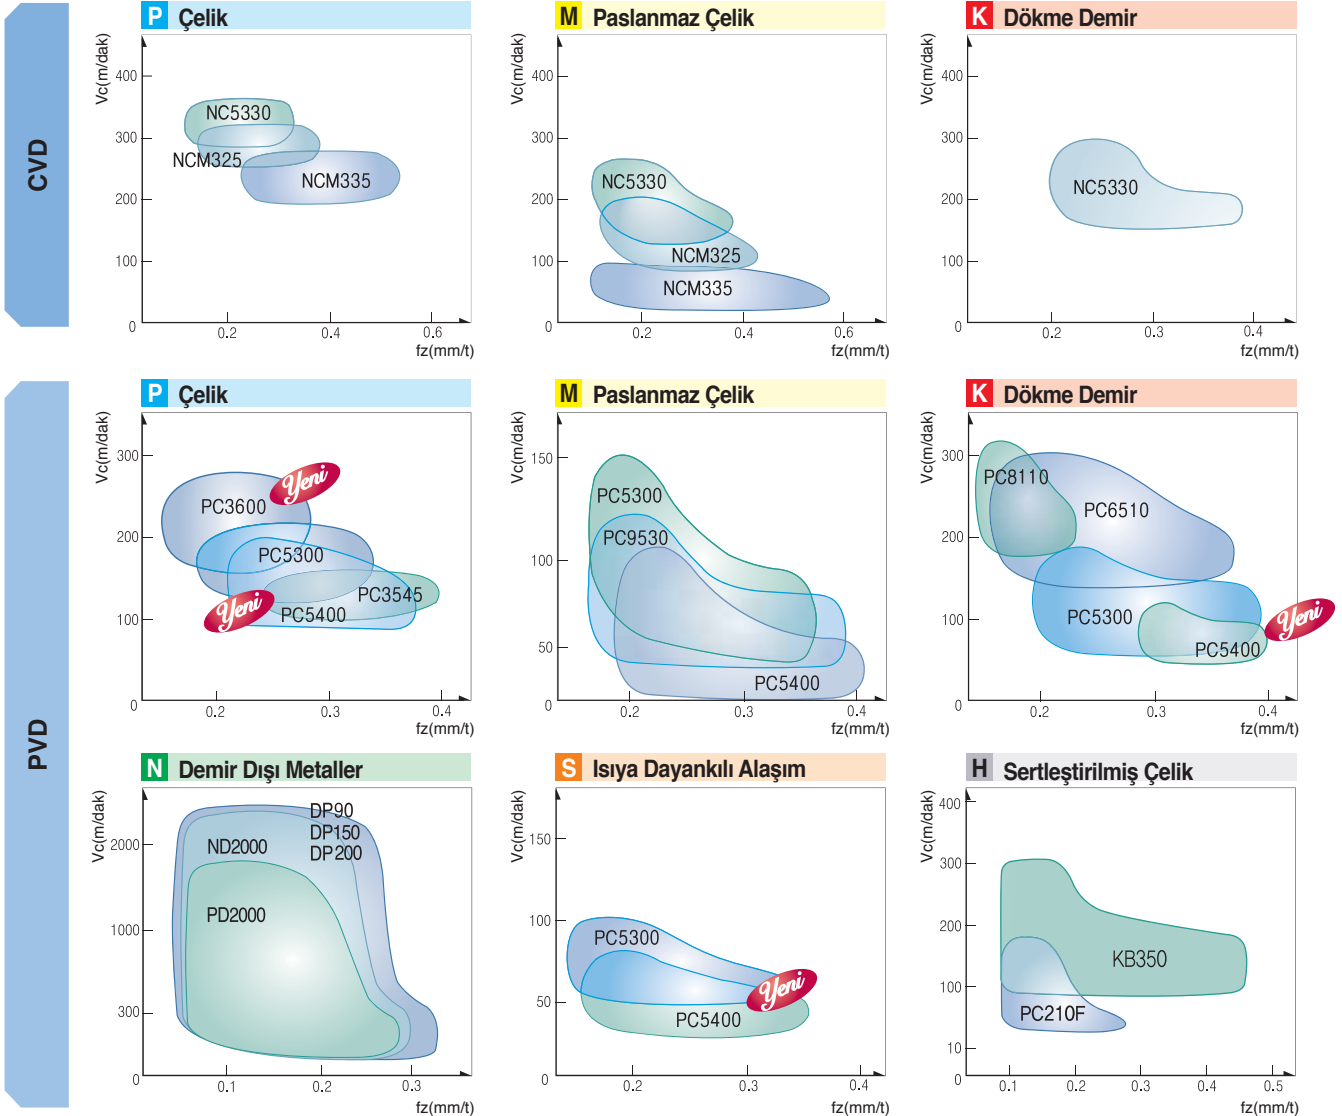 CVD
P Çelik
Vc(m/dak)
400
300
200
100
0
0.2 0.4 0.6
fz(mm/t)
NC5330
NCM325
NCM335
M Paslanmaz Çelik
Vc(m/dak)
400
300
200
100
0
0.2 0.4 0.6
fz(mm/t)
NC5330
NCM325
NCM335
K Dökme Demir
Vc(m/dak)
400
300
200
100
0
0.2 0.3 0.4
fz(mm/t)
NC5330
PVD
P Çelik
Vc(m/dak)
300
200
100
0
0.2 0.3 0.4
fz(mm/t)
Yeni
PC3600
PC5300
PC3545
Yeni
PC5400
M Paslanmaz Çelik
Vc(m/dak)
150
100
50
0
0.2 0.3 0.4
fz(mm/t)
PC5300
PC9530
PC5400
K Dökme Demir
Vc(m/dak)
300
200
100
0
0.2 0.3 0.4
fz(mm/t)
PC8110
PC6510
PC5300
Yeni
PC5400
N Demir Dışı Metaller
Vc(m/dak)
2000
1000
300
0
0.1 0.2 0.3
fz(mm/t)
DP90
DP150
DP200
ND2000
PD2000
S Isıya Dayankılı Alaşım
Vc(m/dak)
150
100
50
0
0.2 0.3 0.4
fz(mm/t)
PC5300
Yeni
PC5400
H Sertleştirilmiş Çelik
Vc(m/dak)
400
300
200
100
10
0
0.1 0.2 0.3 0.4 0.5
fz(mm/t)
KB350
PC210F